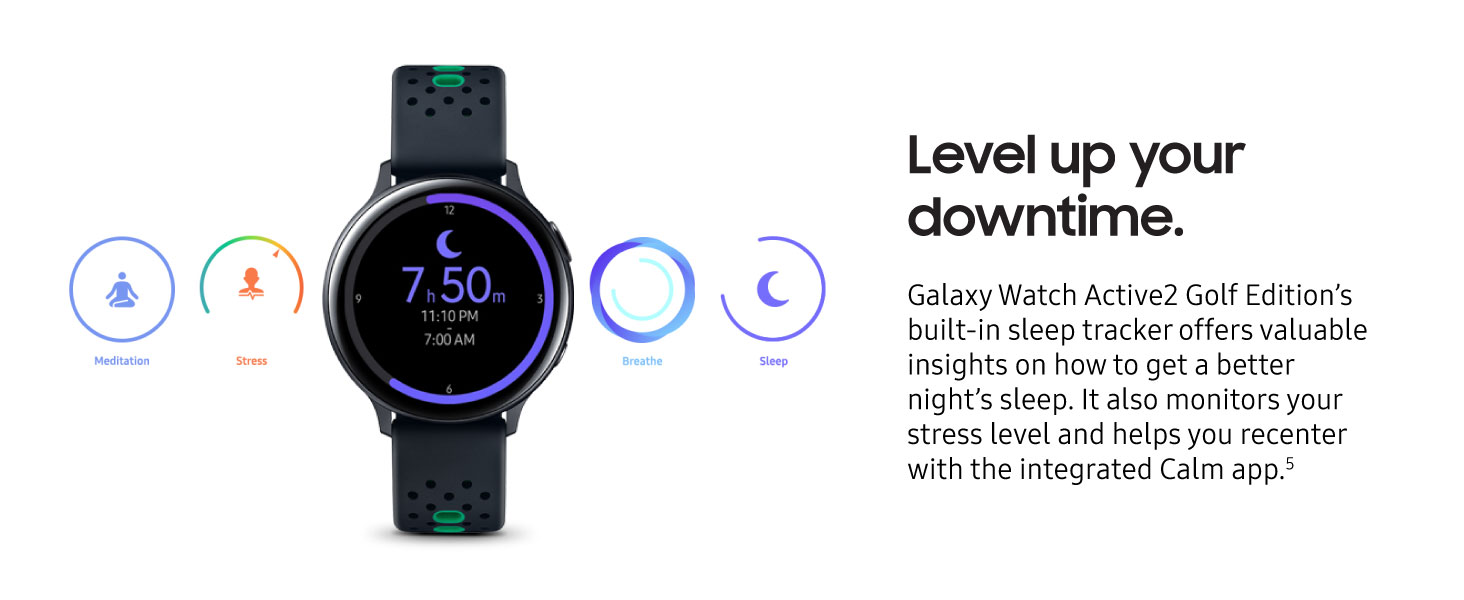 Level up your
downtime.
Galaxy Watch Active2 Golf Edition’s
built-in sleep tracker offers valuable
insights on how to get a better
night’s sleep. It also monitors your
stress level and helps you recenter
with the integrated Calm app.5
Meditation
Stress
12
7h 50m
11:10 PM
-
7:00 AM
9
3
6
Breathe
Sleep